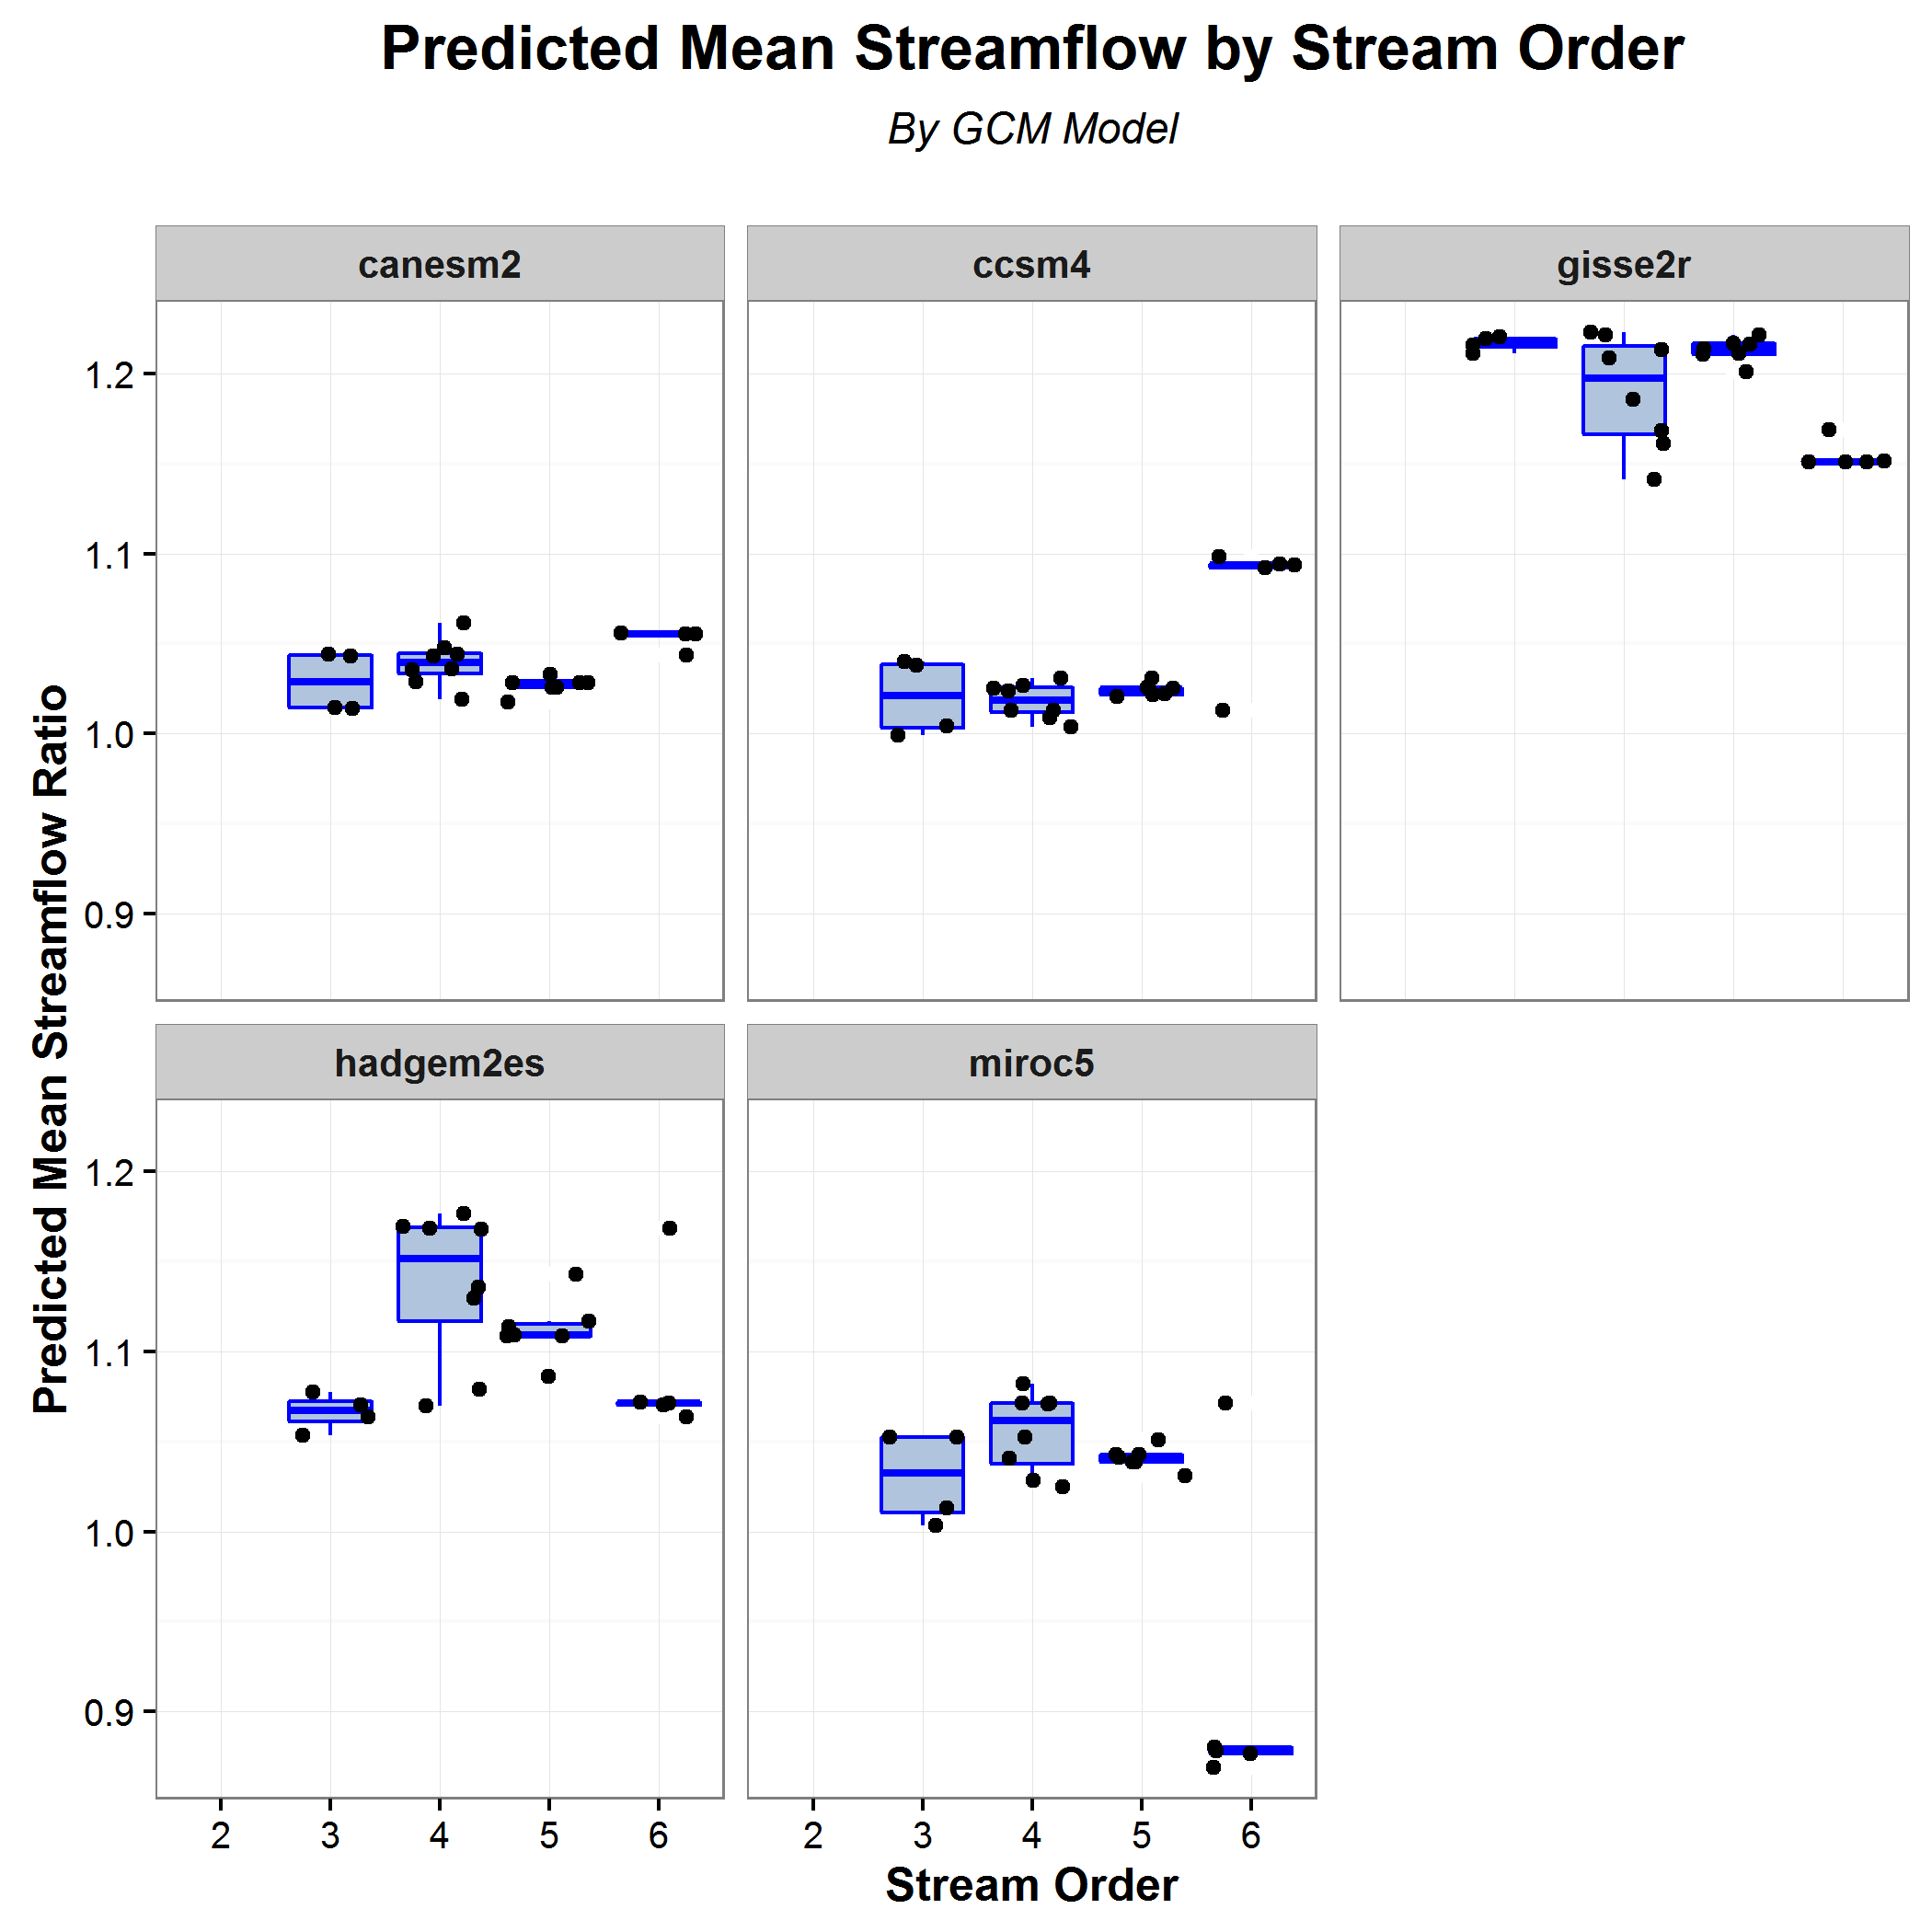 Predicted Mean Streamflow by Stream Order
By GCM Model
canesm2
ccsm4
gisse2r
1.2
1.1
1.0
0.9
hadgem2es
miroc5
1.2
1.1
1.0
0.9
2 3 4 5 6
2 3 4 5 6
Stream Order
Predicted Mean Streamflow Ratio